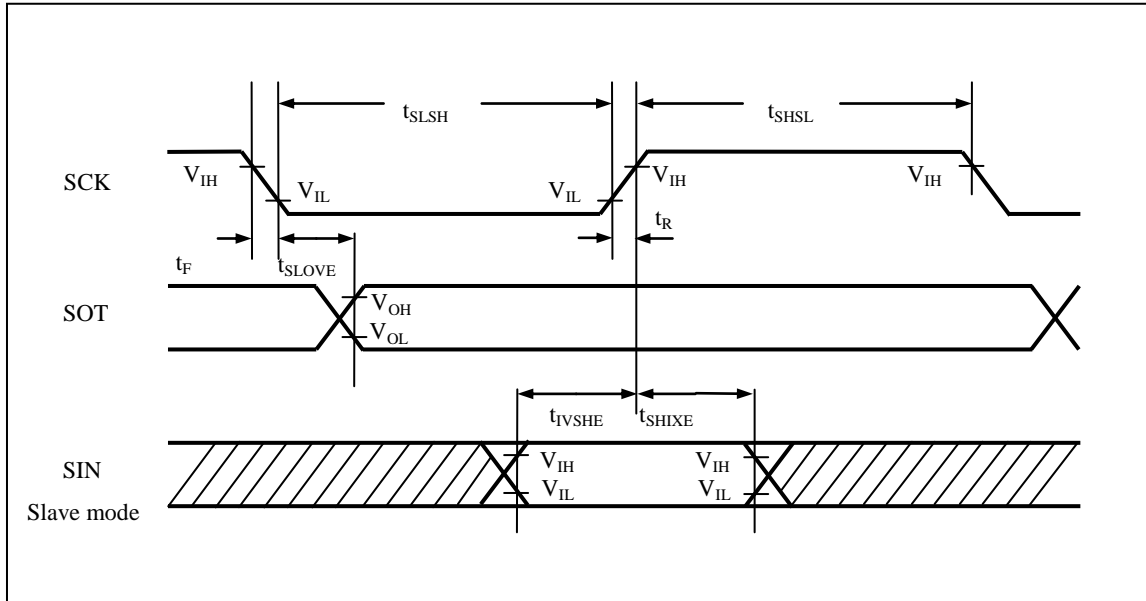 tSLSH tSHSL
SCK VIH VIL VIL VIH VIH
tR
tF tSLOVE
SOT VOH
VOL
tIVSHE tSHIXE
SIN VIH VIH
Slave mode VIL VIL